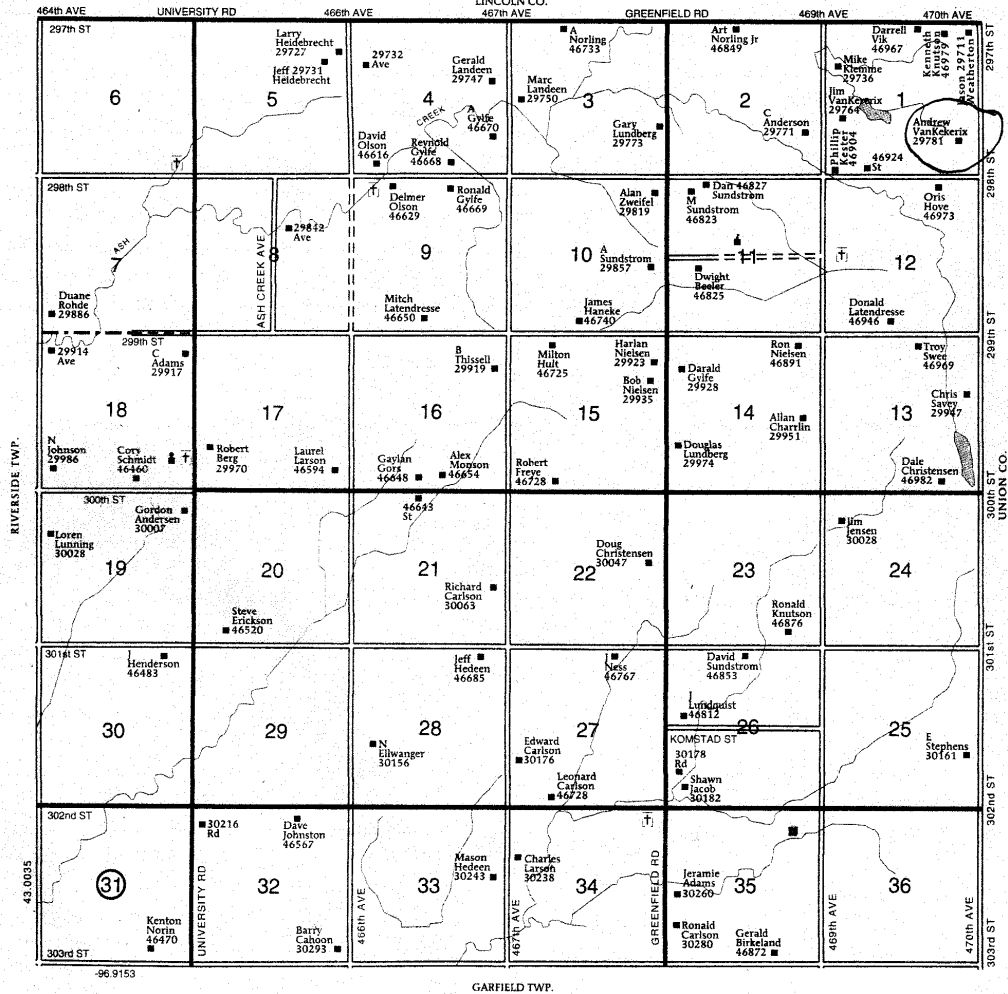 LINCOLN CO.
464th AVE
UNIVERSITY RD
466th AVE
467th AVE
GREENFIELD RD
469th AVE
470th AVE
297th ST
297th ST
6
5
Larry
Heidebrecht
29727
Jeff 29731
Heidebrecht
29732
Ave
4
Gerald
Landeen
29747
CREEK
A
Gylfe
46670
David
Olson
46616
Reynold
Gylfe
46668
A
Norling
46733
Marc
Landeen
29750
3
Gary
Lundberg
29773
Art
Norling Jr
46849
2
C
Anderson
29771
Darrell
Vik
46967
Kenneth
Knutson
46979
29711
Weatherton
Mike
Klemme
29736
Jim
VanKekerix
29764
1
Andrew
VanKekerix
29781
Phillip
Kester
46904
46924
St
298th ST
298th ST
ASH
7
Duane
Rohde
29886
29842
Ave
8
ASH CREEK AVE
Delmer
Olson
46629
Ronald
Gylfe
46669
9
Mitch
Latendresse
46650
Alan
Zweifel
29819
10
A
Sundstrom
29857
James
Haneke
46740
Dan 46827
Sundstrom
M
Sundstrom
46823
11
Dwight
Beeler
46825
Oris
Hove
46973
12
Donald
Latendresse
46946
299th ST
299th ST
29914
Ave
C
Adams
29917
18
N
Johnson
29986
Cory
Schmidt
46460
17
Robert
Berg
29970
Laurel
Larson
46594
B
Thissell
29919
16
Gaylan
Gors
46648
Alex
Monson
46654
Milton
Hult
46725
Harlan
Nielsen
29923
Bob
Nielsen
29935
15
Robert
Freye
46728
Ron
Nielsen
46891
Darald
Gylfe
29928
14
Allan
Charrlin
29951
Douglas
Lundberg
29974
Troy
Swee
46969
Chris
Savey
29947
13
Dale
Christensen
46982
RIVERSIDE TWP.
UNION CO.
300th ST
300th ST
Gordon
Andersen
30007
Loren
Lunning
30028
19
20
Steve
Erickson
46520
46643
St
21
Richard
Carlson
30063
Doug
Christensen
30047
22
23
Ronald
Knutson
46876
Jim
Jensen
30028
24
301st ST
301st ST
J
Henderson
46483
30
29
Jeff
Hedeen
46685
28
N
Ellwanger
30156
J
Ness
46767
27
Edward
Carlson
30176
Leonard
Carlson
46728
David
Sundstrom
46853
J
Lundquist
46812
26
KOMSTAD ST
30178
Rd
Shawn
Jacob
30182
25
E
Stephens
30161
302nd ST
302nd ST
43.0035
31
Kenton
Norin
46470
30216
Rd
Dave
Johnston
46567
UNIVERSITY RD
32
Barry
Cahoon
30293
466th AVE
Mason
Hedeen
30243
33
467th AVE
Charles
Larson
30238
34
GREENFIELD RD
Jeramie
Adams
30260
35
Ronald
Carlson
30280
Gerald
Birkeland
46872
469th AVE
36
470th AVE
303rd ST
303rd ST
-96.9153
GARFIELD TWP.